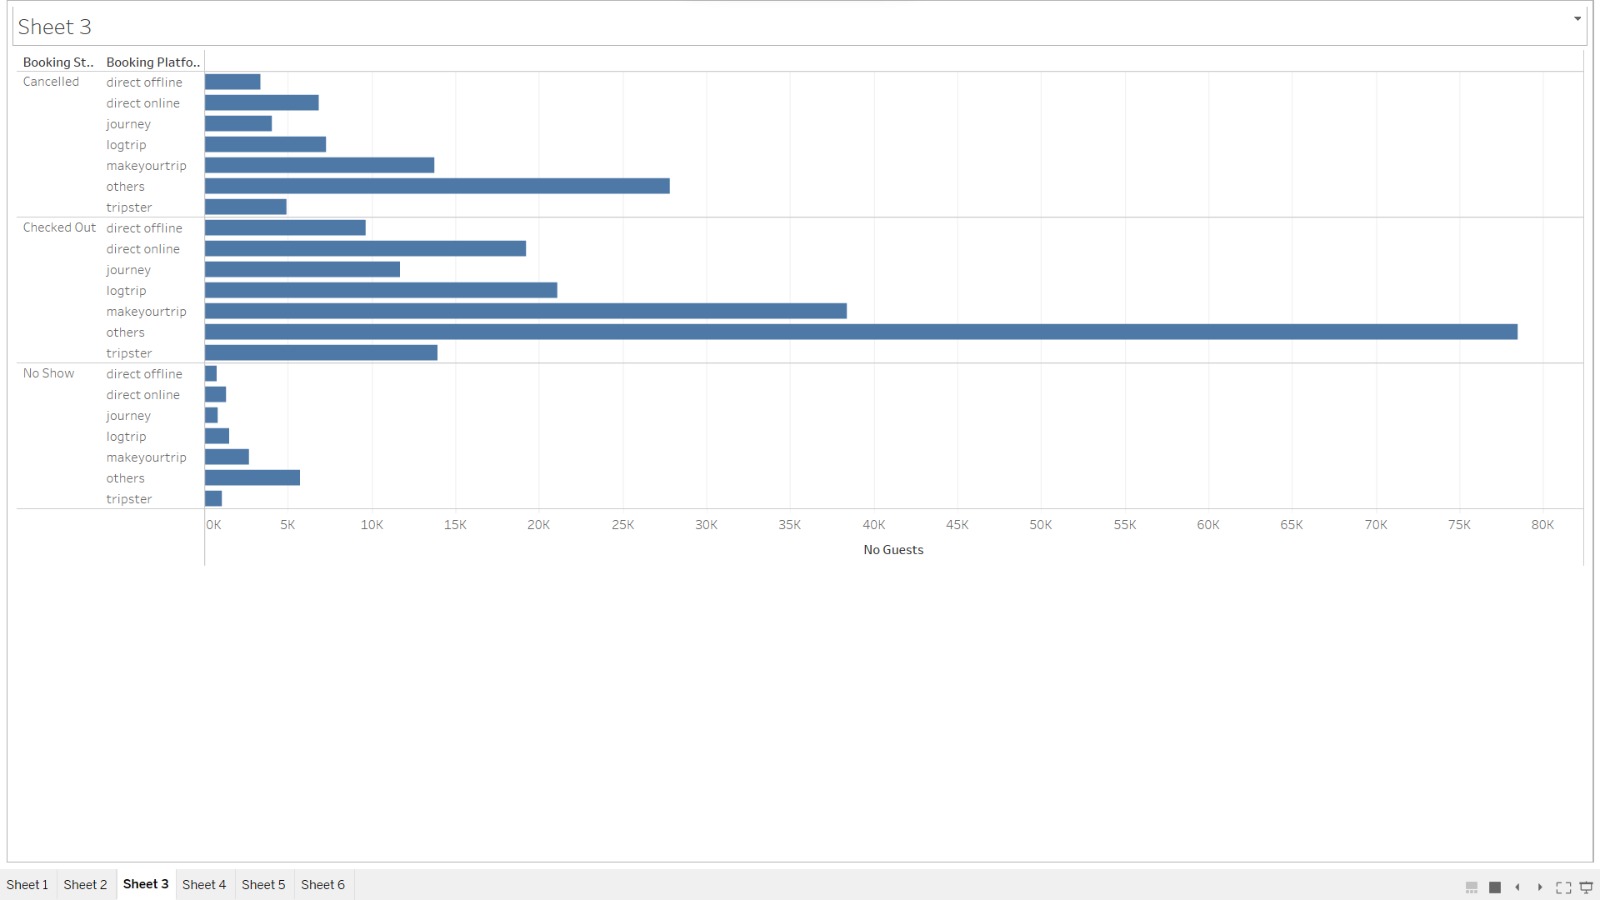 Sheet 3
Booking St.. Booking Platfo..
Cancelled direct offline
direct online
journey
logtrip
makeyourtrip
others
tripster
Checked Out direct offline
direct online
journey
logtrip
makeyourtrip
others
tripster
No Show direct offline
direct online
journey
logtrip
makeyourtrip
others
tripster
0K 5K 10K 15K 20K 25K 30K 35K 40K 45K 50K 55K 60K 65K 70K 75K 80K
No Guests
Sheet 1 Sheet 2 Sheet 3 Sheet 4 Sheet 5 Sheet 6